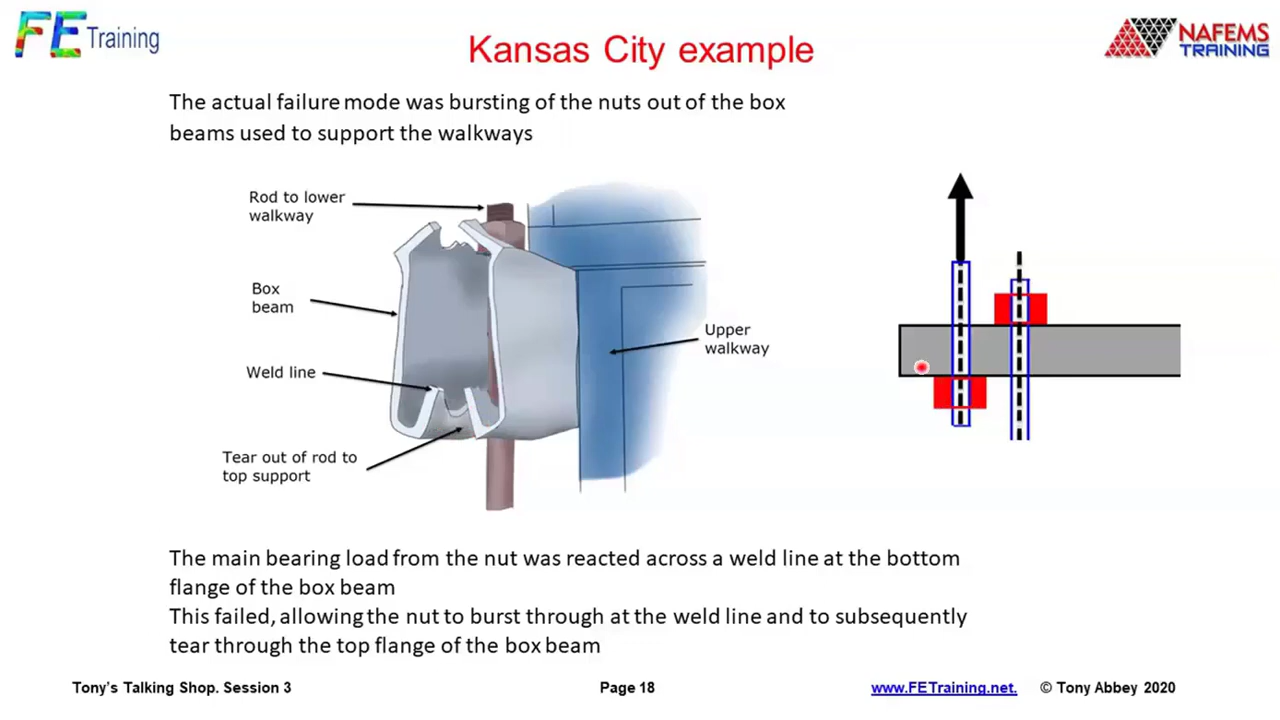 FE Training
Kansas City example
NAFEMS
TRAINING
The actual failure mode was bursting of the nuts out of the box
beams used to support the walkways
Rod to lower
walkway
Box
beam
Weld line
Tear out of rod to
top support
Upper
walkway
The main bearing load from the nut was reacted across a weld line at the bottom
flange of the box beam
This failed, allowing the nut to burst through at the weld line and to subsequently
tear through the top flange of the box beam
Tony's Talking Shop. Session 3
Page 18
www.FETraining.net.
© Tony Abbey 2020